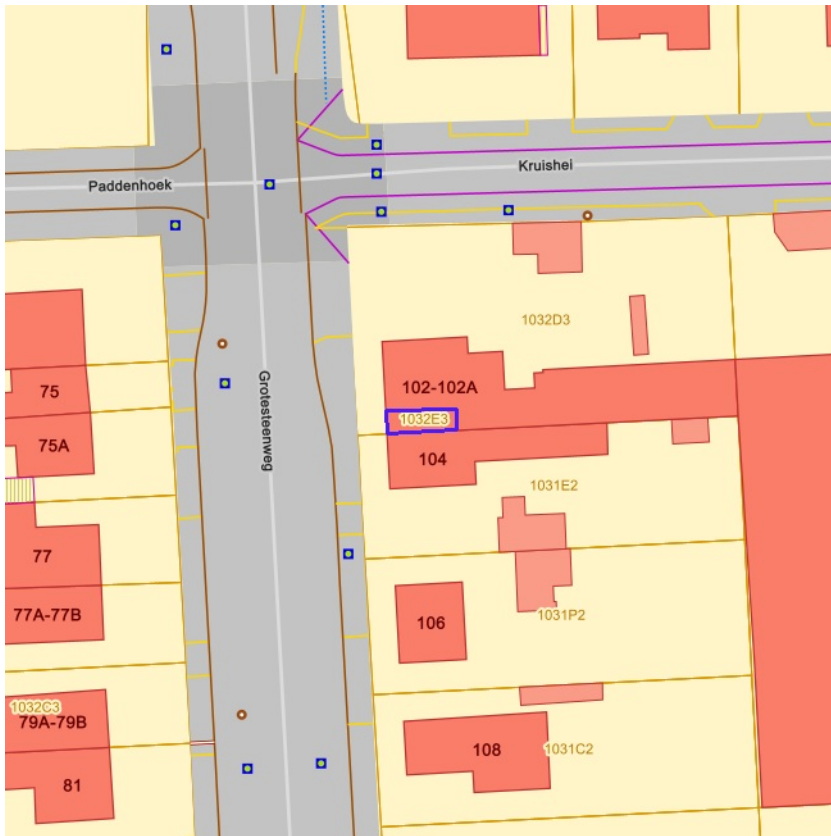 Kruishei
Paddenhoek
1032D3
Grotesteenweg
75
102-102A
1032E3
75A
104
1031E2
77
77A-77B
106
1031P2
1032C3
79A-79B
108
1031C2
81